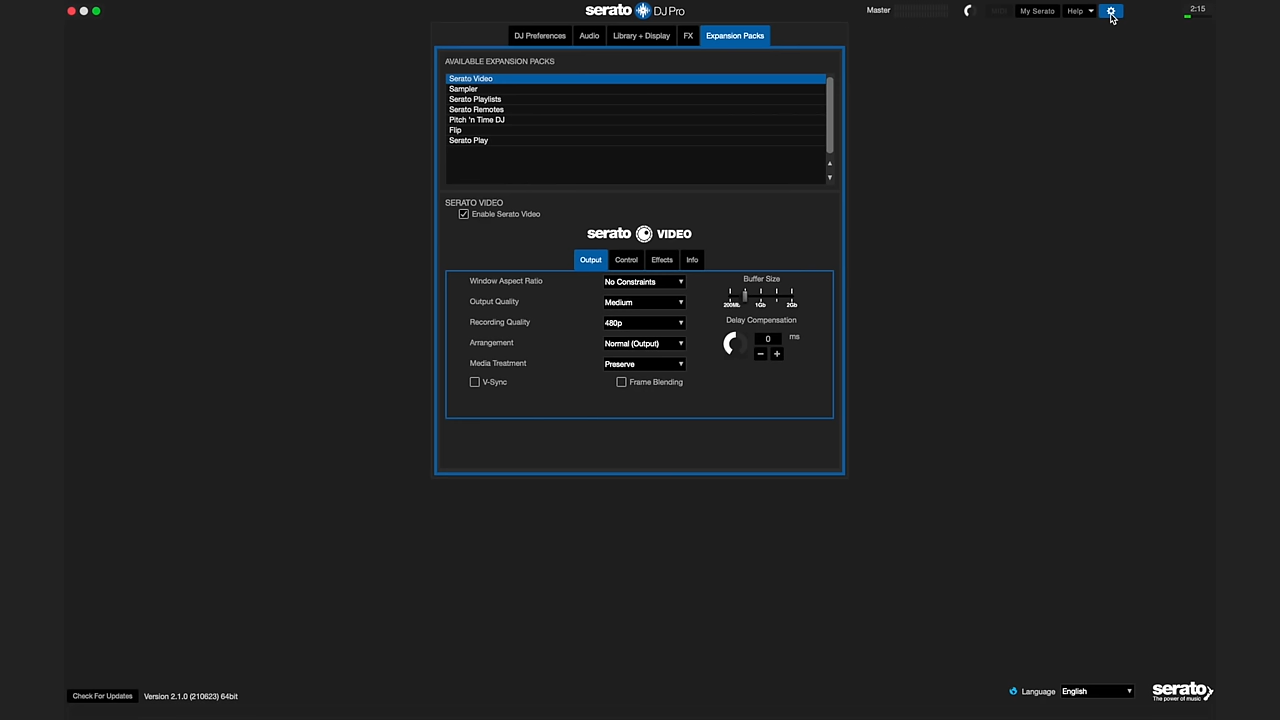 serato DJ Pro
Master
MIDI
My Serato
Help
2:15
DJ Preferences
Audio
Library + Display
FX
Expansion Packs
AVAILABLE EXPANSION PACKS
Serato Video
Sampler
Serato Playlists
Serato Remotes
Pitch 'n Time DJ
Flip
Serato Play
SERATO VIDEO
Enable Serato Video
serato VIDEO
Output
Control
Effects
Info
Window Aspect Ratio
No Constraints
Buffer Size
200Mb
1Gb
2Gb
Output Quality
Medium
Recording Quality
480p
Delay Compensation
0
ms
Arrangement
Normal (Output)
Media Treatment
Preserve
V-Sync
Frame Blending
Check For Updates
Version 2.1.0 (210623) 64bit
Language
English
serato
The power of music